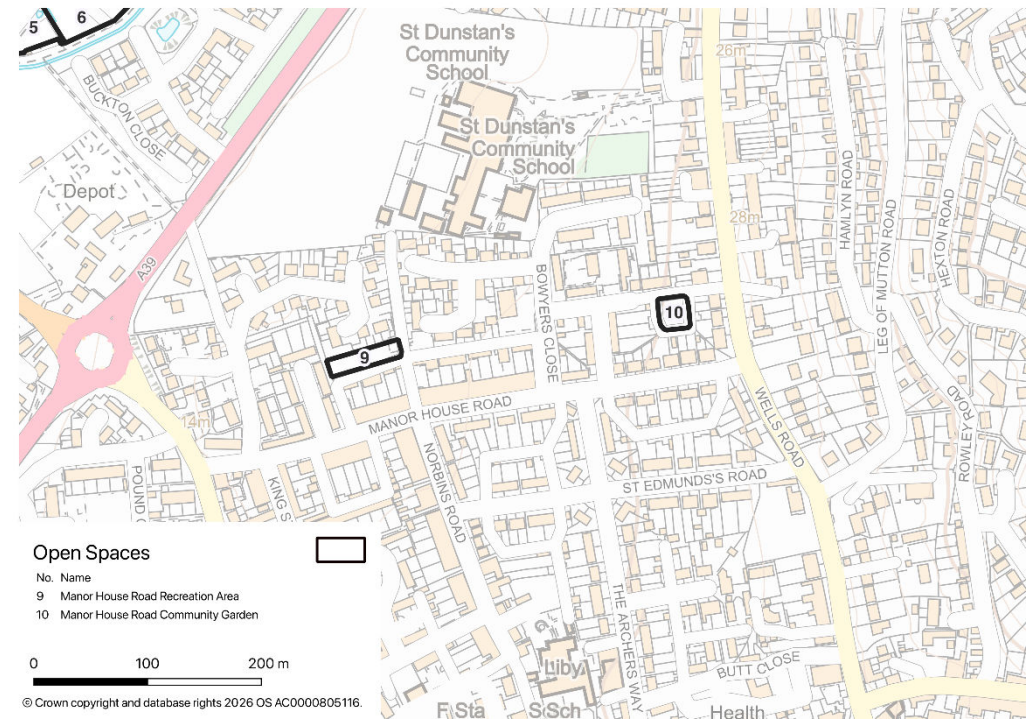 5
6
St Dunstan's
Community
School
26m
BUCKTON CLOSE
St Dunstan's
Community
School
Depot
HAMLYN ROAD
LEG OF MUTTON ROAD
HEXTON ROAD
28m
A39
BOWYERS CLOSE
10
9
14m
MANOR HOUSE ROAD
WELLS ROAD
ROWLEY ROAD
NORBINS ROAD
POUND
KING S
ST EDMUNDS'S ROAD
THE ARCHERS WAY
Liby
BUTT CLOSE
F Sta
S Sch
Health
Open Spaces
No. Name
9 Manor House Road Recreation Area
10 Manor House Road Community Garden
0 100 200 m
© Crown copyright and database rights 2026 OS AC0000805116.